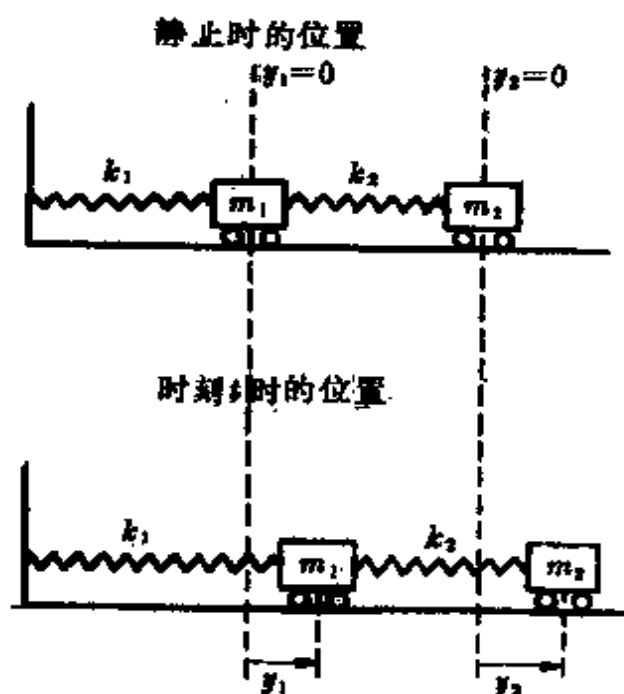 静止时的位置
y₁=0 y₂=0
k₁ k₂
m₁ m₂
时刻t时的位置
k₁ k₂
m₁ m₂
y₁ y₂